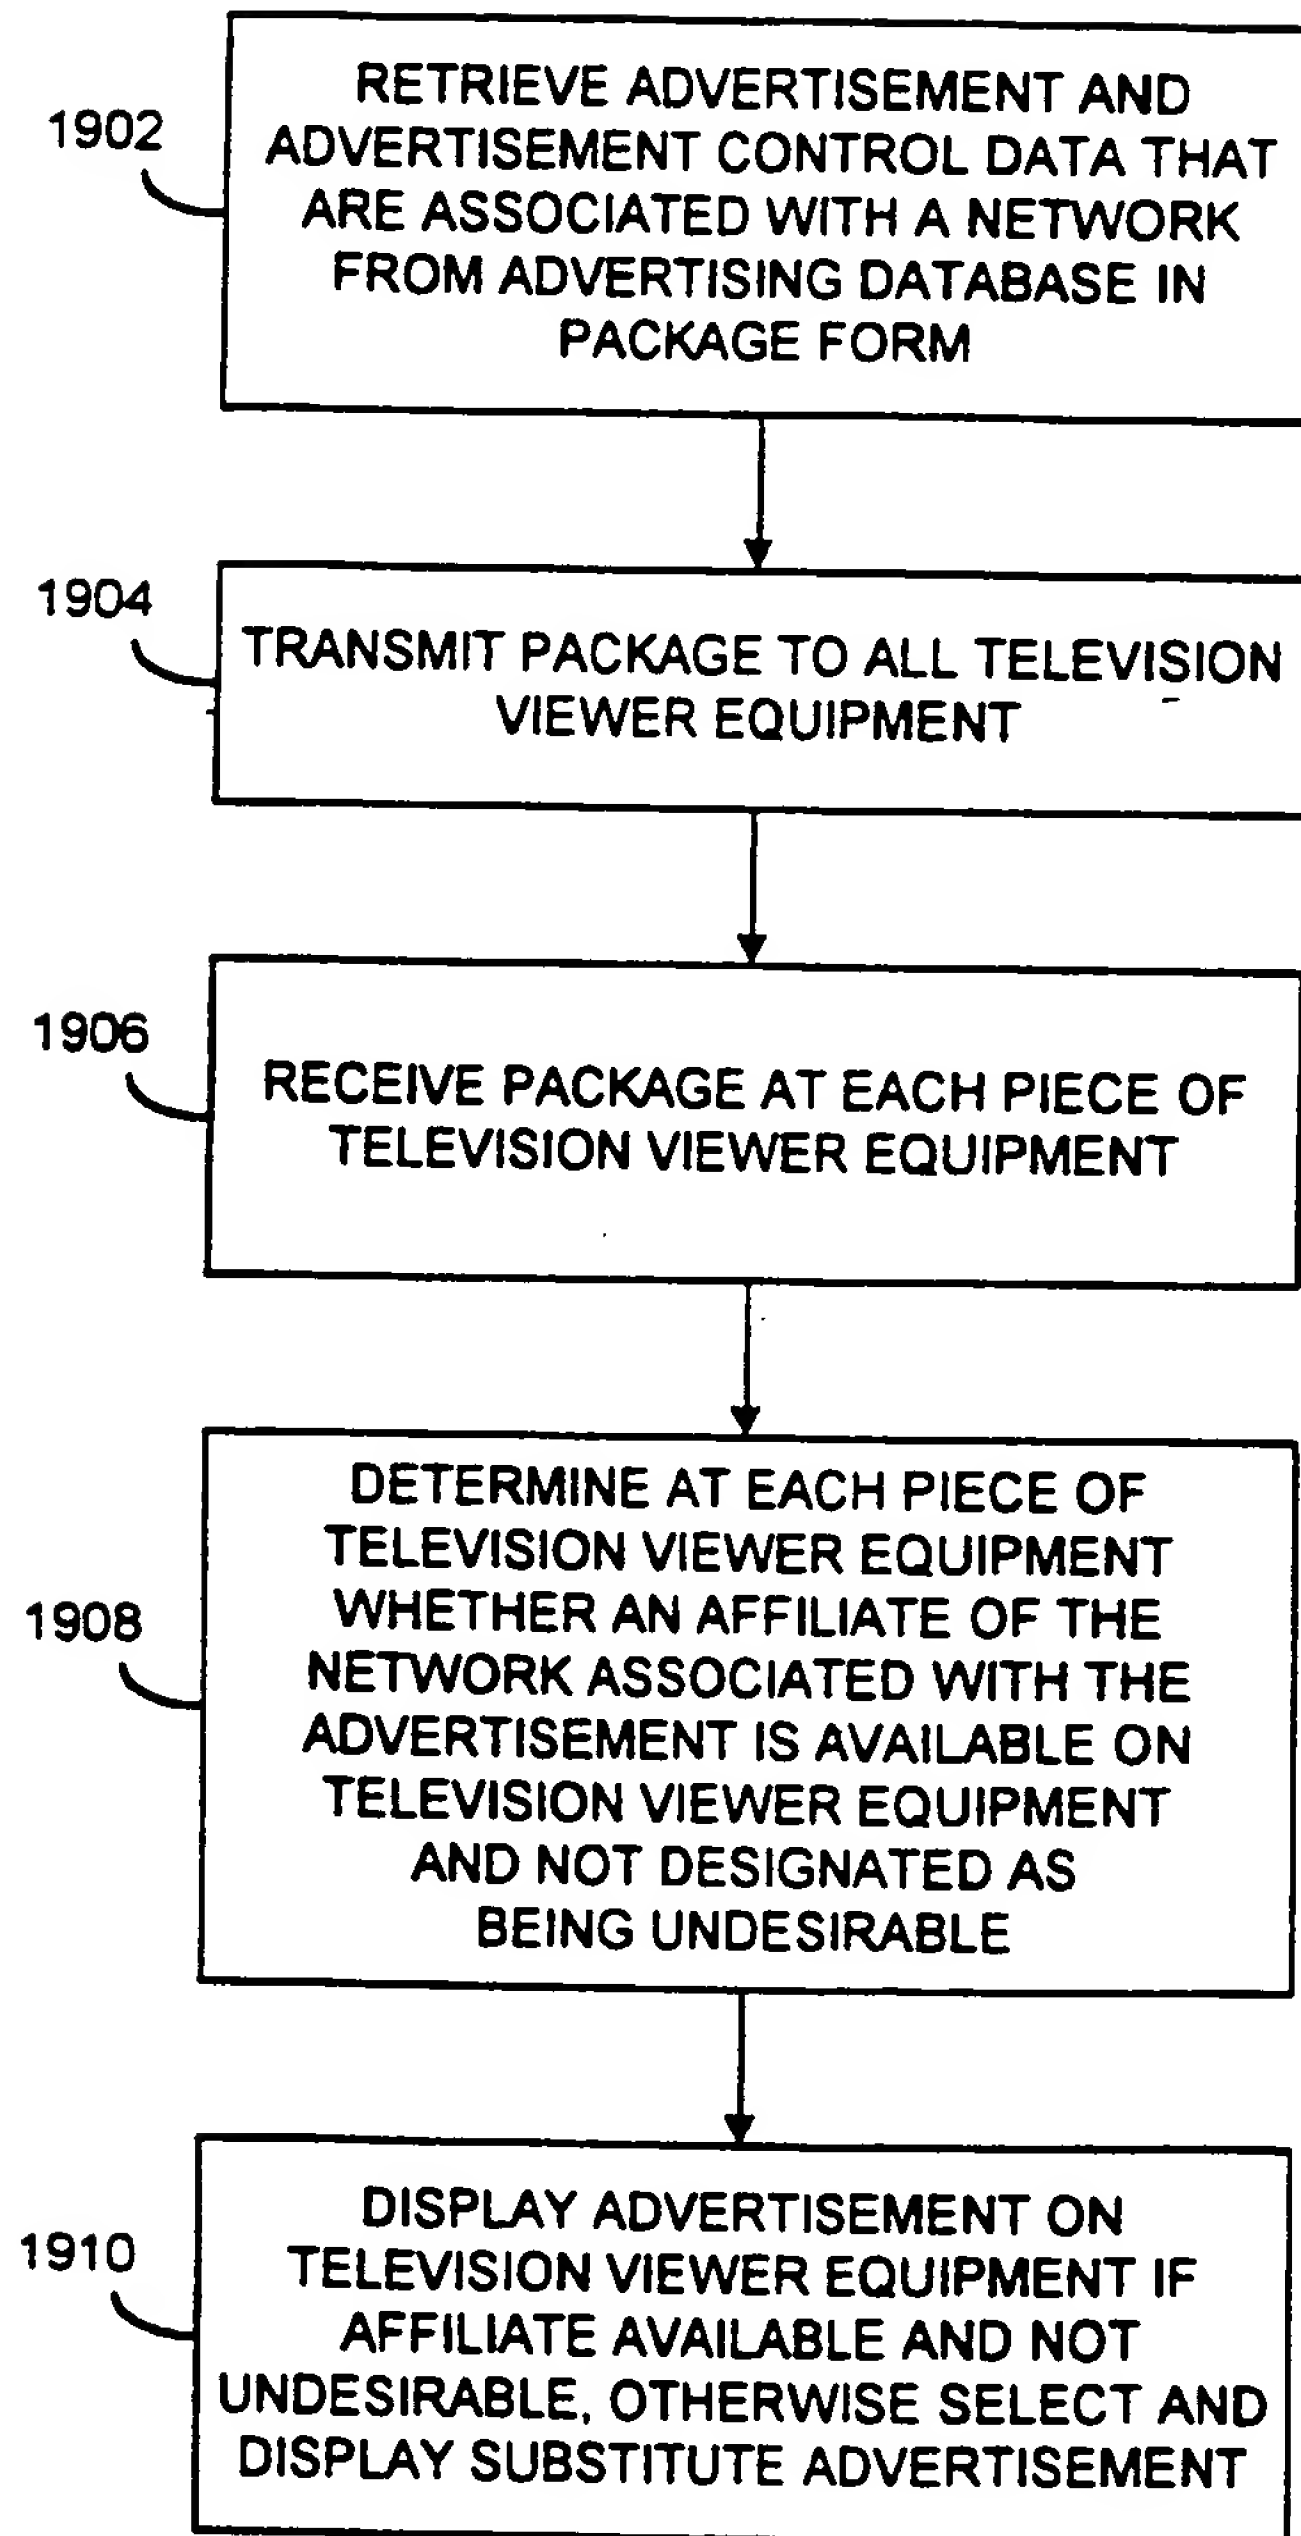 1902
RETRIEVE ADVERTISEMENT AND
ADVERTISEMENT CONTROL DATA THAT
ARE ASSOCIATED WITH A NETWORK
FROM ADVERTISING DATABASE IN
PACKAGE FORM
1904
TRANSMIT PACKAGE TO ALL TELEVISION
VIEWER EQUIPMENT
1906
RECEIVE PACKAGE AT EACH PIECE OF
TELEVISION VIEWER EQUIPMENT
1908
DETERMINE AT EACH PIECE OF
TELEVISION VIEWER EQUIPMENT
WHETHER AN AFFILIATE OF THE
NETWORK ASSOCIATED WITH THE
ADVERTISEMENT IS AVAILABLE ON
TELEVISION VIEWER EQUIPMENT
AND NOT DESIGNATED AS
BEING UNDESIRABLE
1910
DISPLAY ADVERTISEMENT ON
TELEVISION VIEWER EQUIPMENT IF
AFFILIATE AVAILABLE AND NOT
UNDESIRABLE, OTHERWISE SELECT AND
DISPLAY SUBSTITUTE ADVERTISEMENT